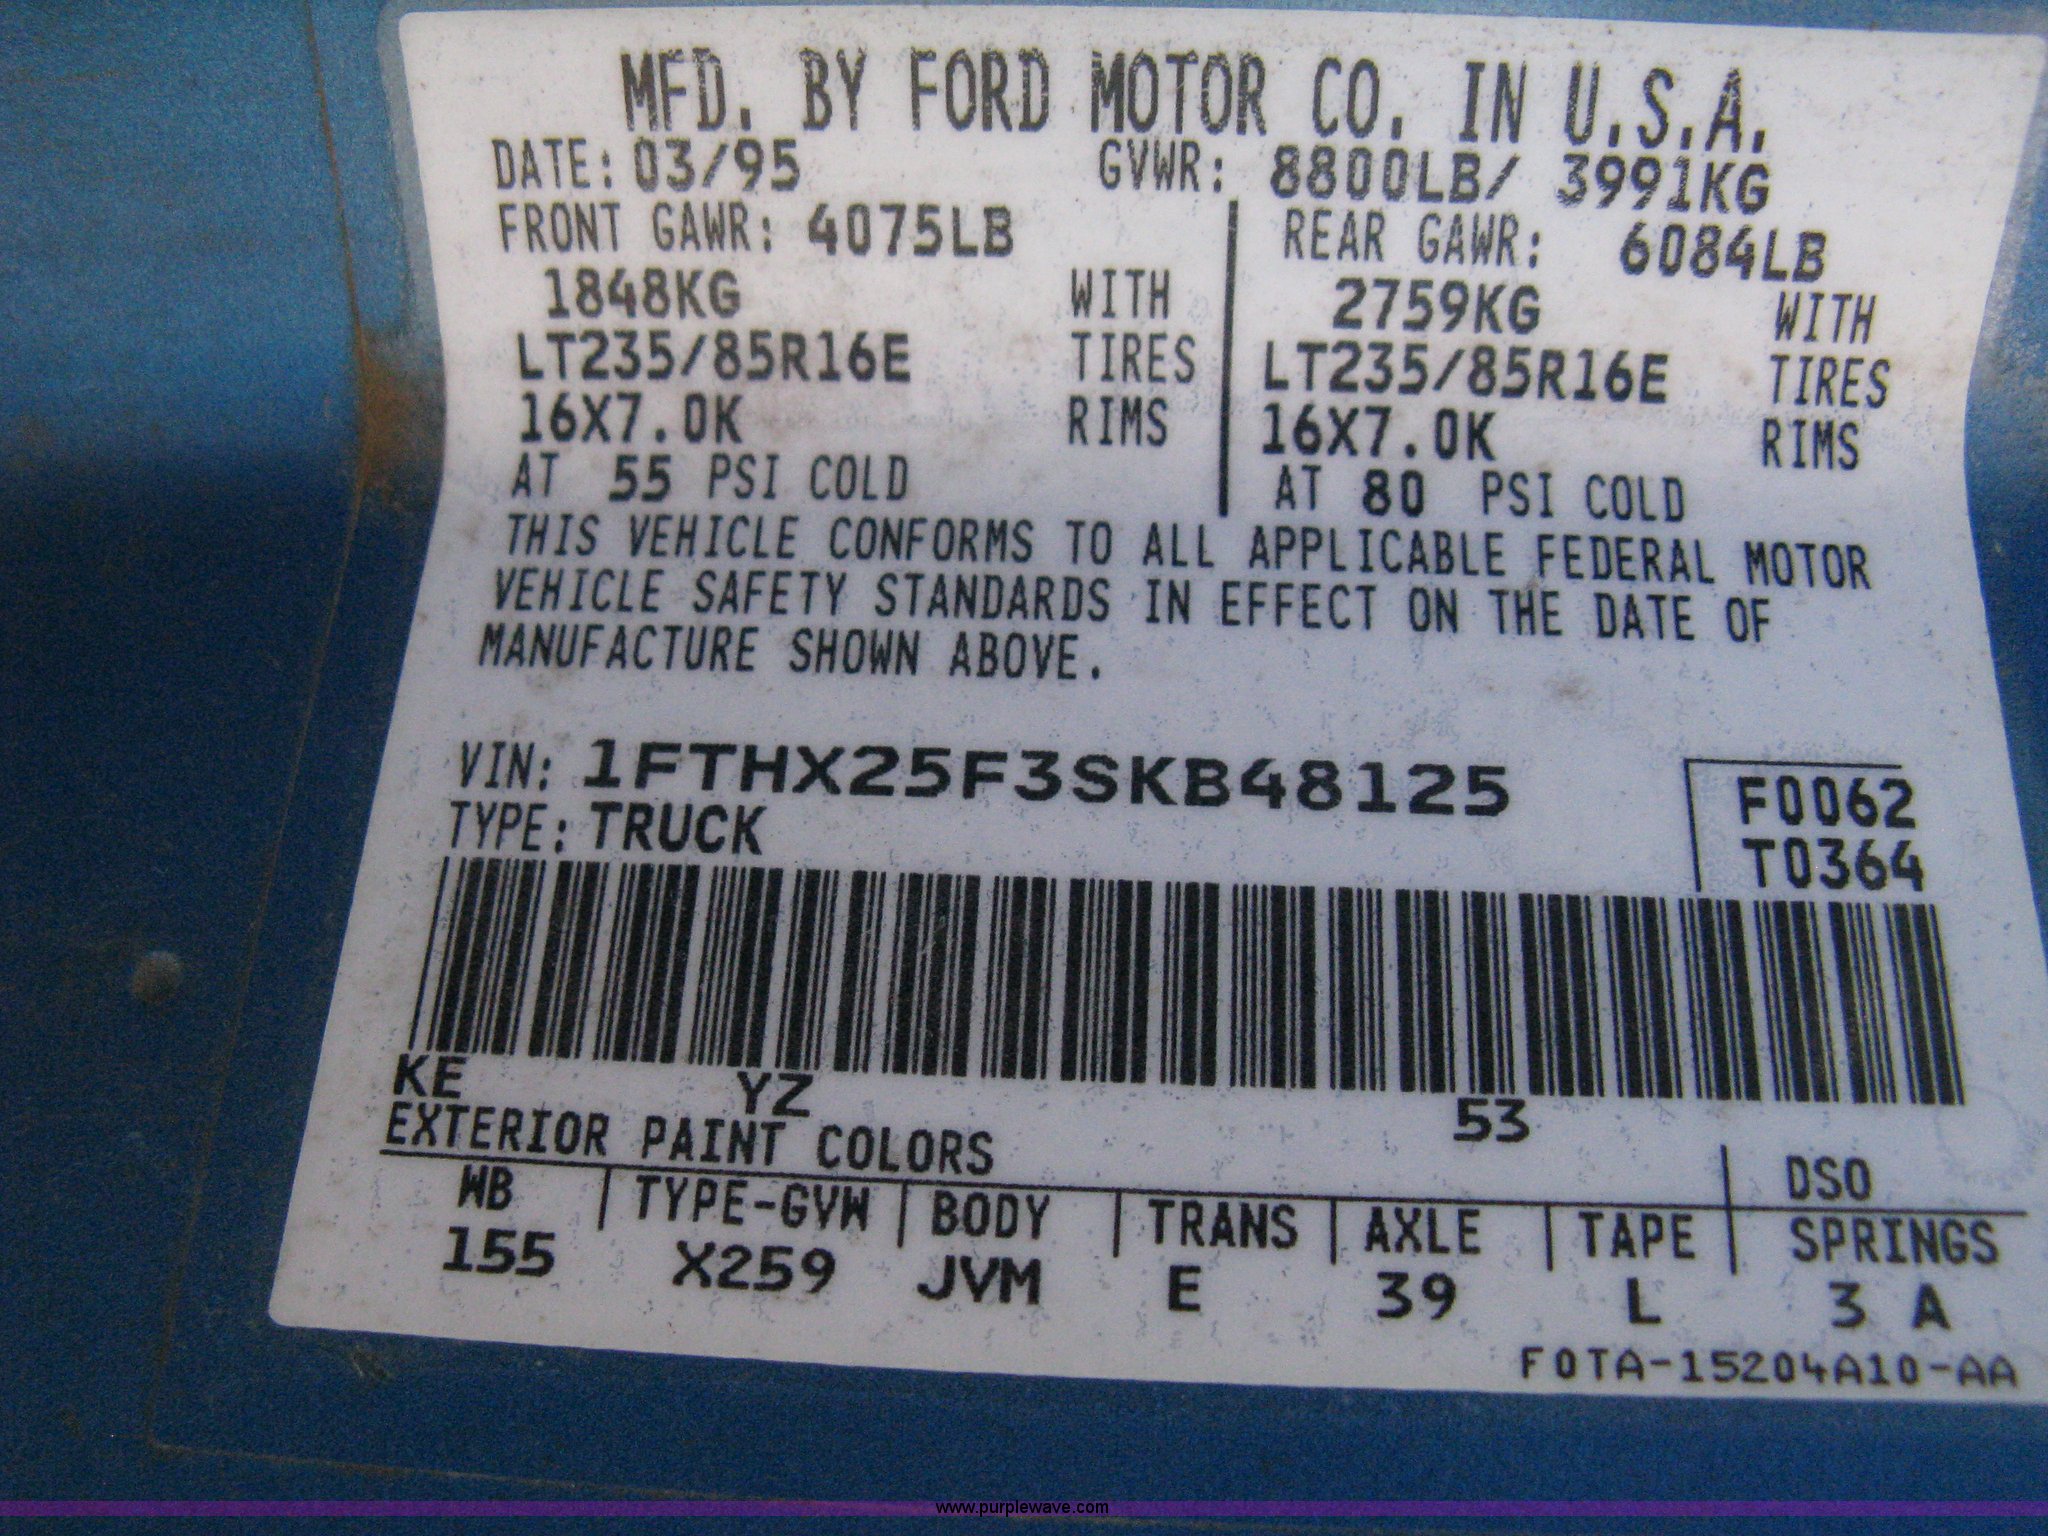 MFD. BY FORD MOTOR CO. IN U.S.A.
DATE: 03/95 GVWR: 8800LB/ 3991KG
FRONT GAWR: 4075LB REAR GAWR: 6084LB
1848KG WITH 2759KG WITH
LT235/85R16E TIRES LT235/85R16E TIRES
16X7.0K RIMS 16X7.0K RIMS
AT 55 PSI COLD AT 80 PSI COLD
THIS VEHICLE CONFORMS TO ALL APPLICABLE FEDERAL MOTOR
VEHICLE SAFETY STANDARDS IN EFFECT ON THE DATE OF
MANUFACTURE SHOWN ABOVE.
VIN: 1FTHX25F3SKB48125 F0062
TYPE: TRUCK T0364
KE YZ 53
EXTERIOR PAINT COLORS DSO
WB TYPE-GVW BODY TRANS AXLE TAPE SPRINGS
155 X259 JVM E 39 L 3 A
F0TA-15204A10-AA
www.purplewave.com